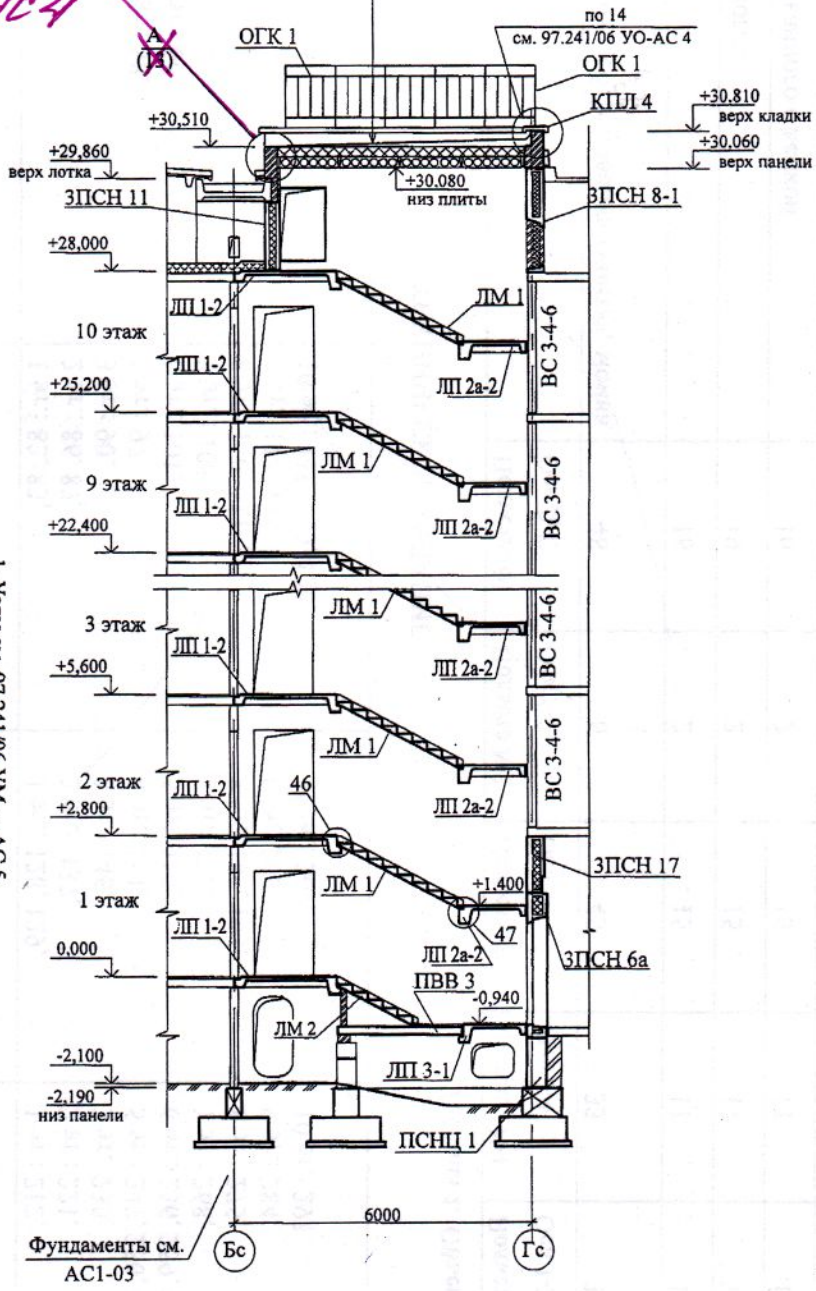 АС4
А
(13)
ОГК 1
по 14
см. 97.241/06 УО-АС 4
ОГК 1
КПЛ 4
+30,510
+30,810
верх кладки
+29,860
верх лотка
+30,060
верх панели
+30,080
низ плиты
3ПСН 11
3ПСН 8-1
+28,000
ЛП 1-2
ЛМ 1
10 этаж
ЛП 1-2
ЛП 2а-2
ВС 3-4-6
+25,200
ЛМ 1
9 этаж
ЛП 1-2
ЛП 2а-2
ВС 3-4-6
+22,400
ЛМ 1
3 этаж
ЛП 1-2
ЛП 2а-2
ВС 3-4-6
+5,600
ЛМ 1
2 этаж
ЛП 1-2
46
ЛП 2а-2
ВС 3-4-6
+2,800
ЛМ 1
+1.400
3ПСН 17
1 этаж
ЛП 1-2
ЛП 2а-2
47
3ПСН 6а
0,000
ПВВ 3
-0,940
ЛМ 2
ЛП 3-1
-2,100
-2,190
низ панели
ПСНЦ 1
6000
Бс
Гс
Фундаменты см.
АС1-03